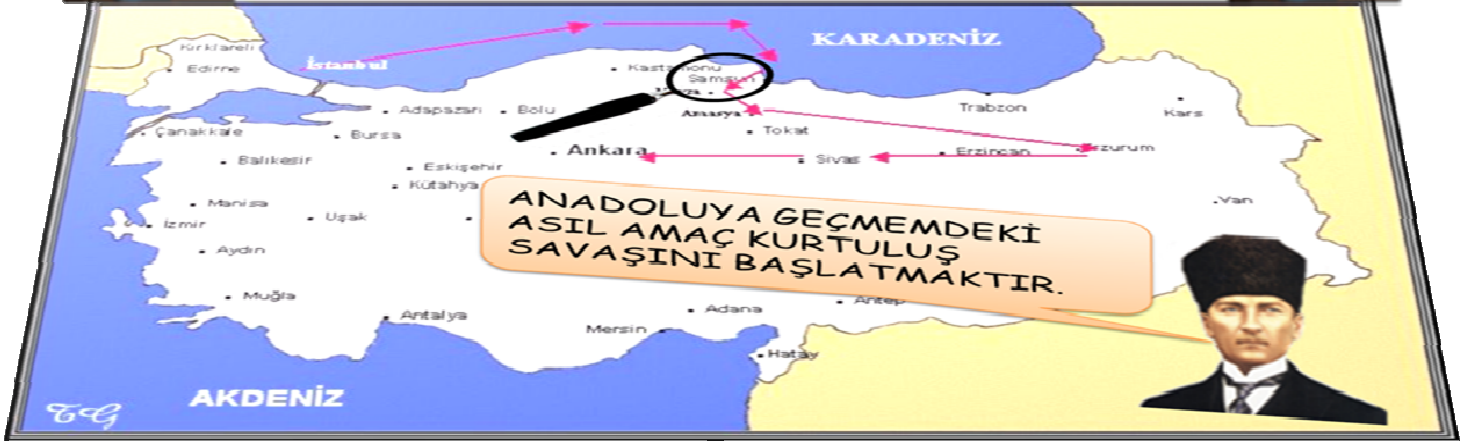 Kırklareli
Edirne
İstanbul
KARADENİZ
Kastamonu
Samsun
Amasya
Adapazarı
Bolu
Trabzon
Kars
Çanakkale
Bursa
Tokat
Balıkesir
Ankara
Sivas
Erzincan
Erzurum
Eskişehir
Kütahya
Manisa
Uşak
İzmir
Van
Aydın
ANADOLUYA GEÇMEMDEKİ
ASIL AMAÇ KURTULUŞ
SAVAŞINI BAŞLATMAKTIR.
Muğla
Antalya
Adana
Antep
Mersin
Hatay
AKDENİZ
TG